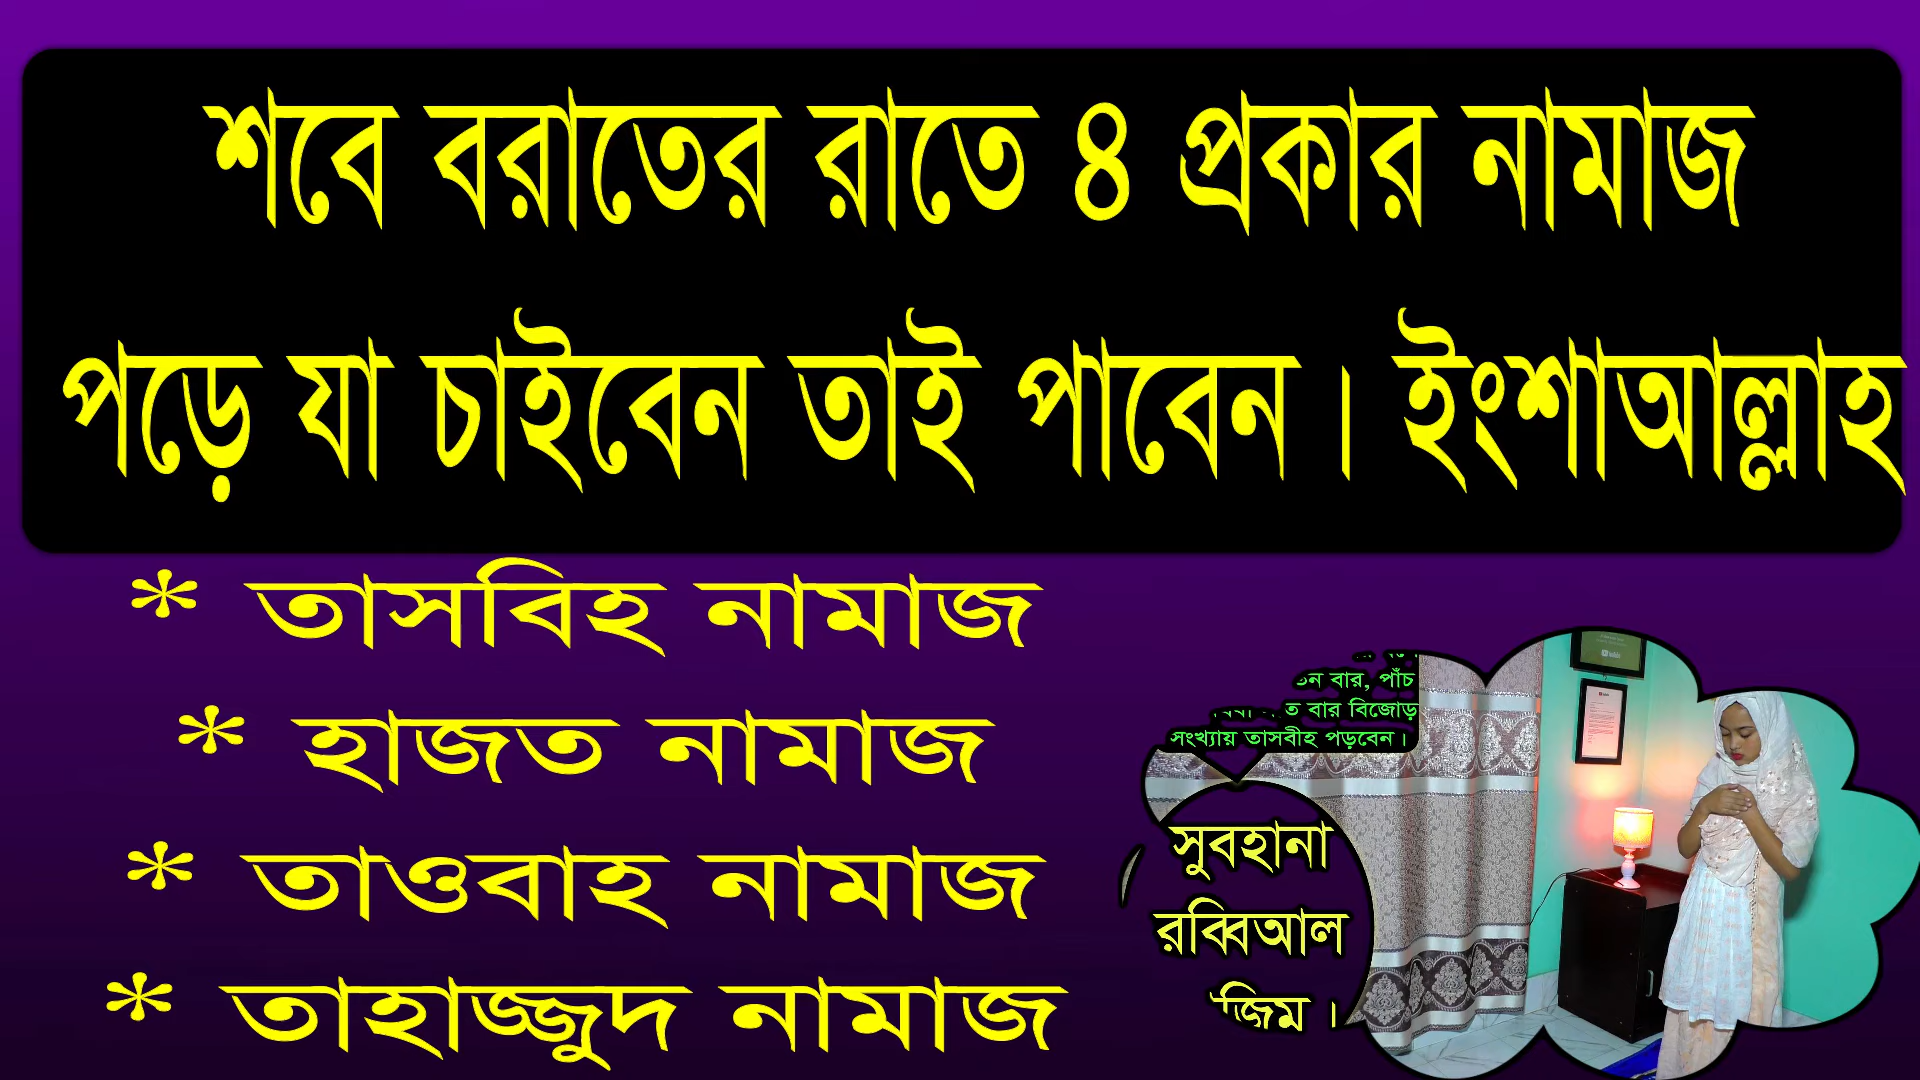 শবে বরাতের রাতে ৪ প্রকার নামাজ
পড়ে যা চাইবেন তাই পাবেন। ইংশাআল্লাহ
* তাসবিহ নামাজ
* হাজত নামাজ
* তাওবাহ নামাজ
* তাহাজ্জুদ নামাজ
বার, পাঁচ
বার বিজোড়
সংখ্যায় তাসবীহ পড়বেন।
সুবহানা
রব্বিআল
জিম।